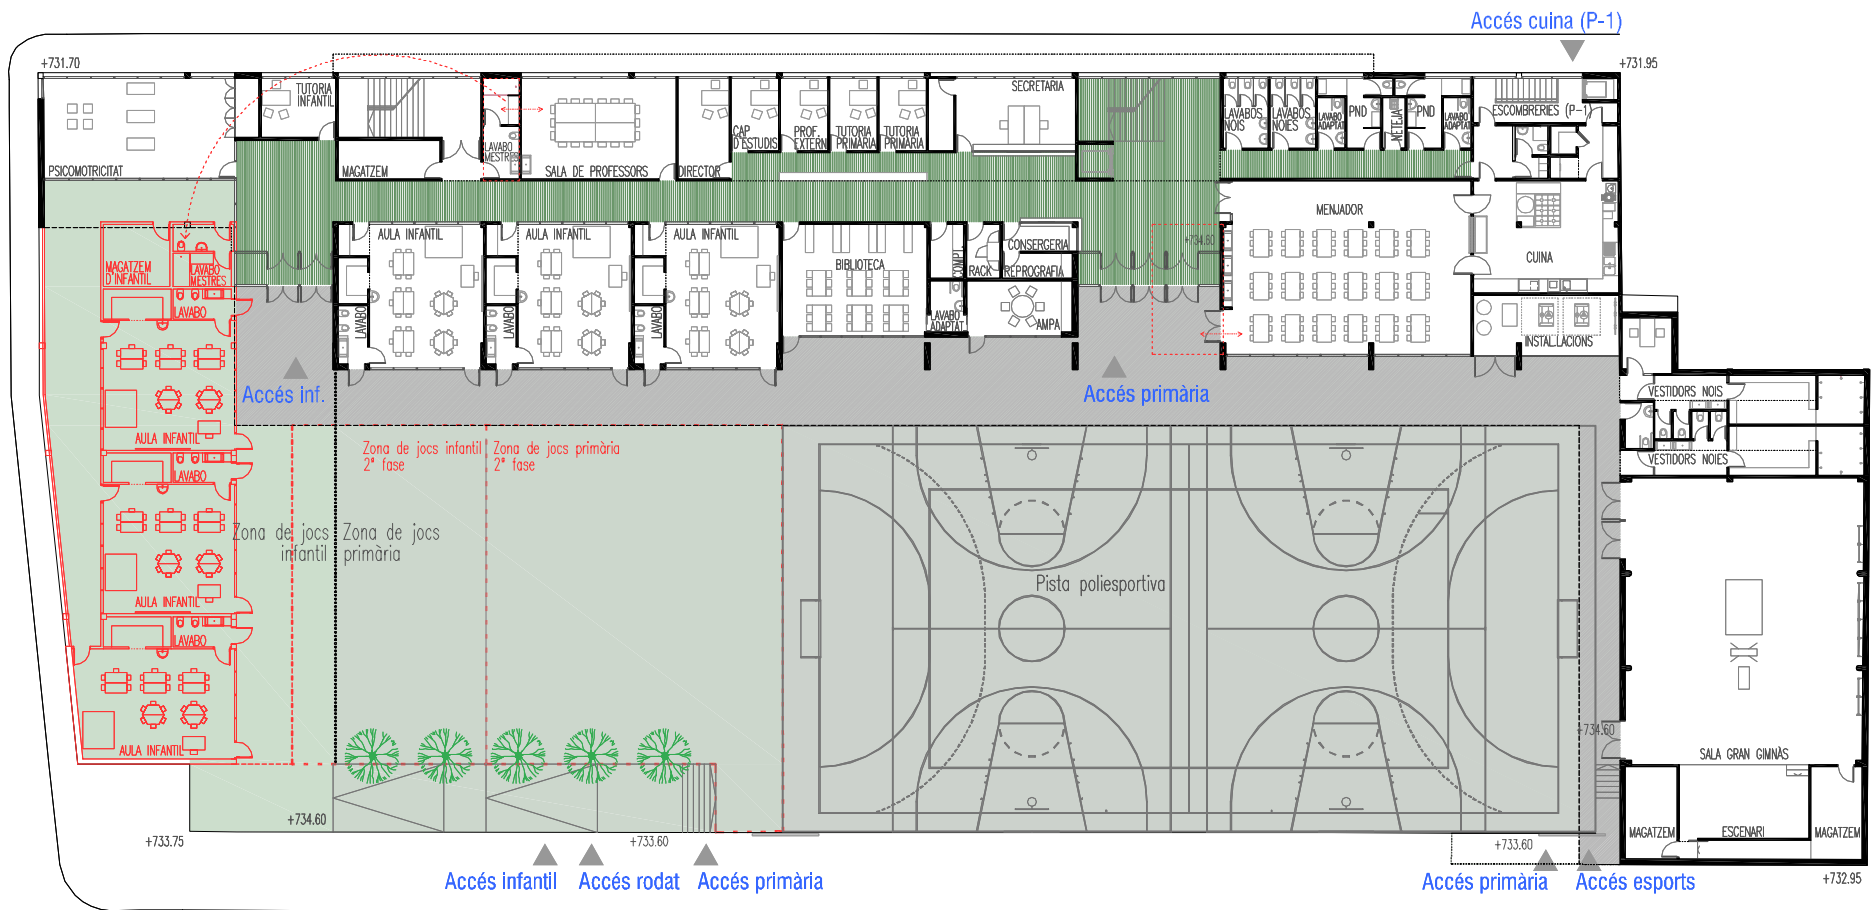 Accés cuina (P-1)
+731.70
+731.95
TUTORIA
INFANTIL
SECRETARIA
LAVABOS
NOIS
LAVABOS
NOIES
LAVABO
ADAPTAT
PND
NETEJA
PND
LAVABO
ADAPTAT
ESCOMBRERIES (P-1)
CAP
D'ESTUDIS
PROF.
EXTERN
TUTORIA
PRIMÀRIA
TUTORIA
PRIMÀRIA
LAVABO
MESTRES
PSICOMOTRICITAT
MAGATZEM
SALA DE PROFESSORS
DIRECTOR
MENJADOR
AULA INFANTIL
AULA INFANTIL
AULA INFANTIL
+734.60
CONSERGERIA
COMPT.
RACK
REPROGRAFIA
BIBLIOTECA
CUINA
MAGATZEM
D'INFANTIL
LAVABO
MESTRES
LAVABO
LAVABO
LAVABO
LAVABO
LAVABO
ADAPTAT
AMPA
INSTAL.LACIONS
Accés inf.
Accés primària
VESTIDORS NOIS
AULA INFANTIL
Zona de jocs infantil
2ª fase
Zona de jocs primària
2ª fase
VESTIDORS NOIES
LAVABO
Zona de jocs
infantil
Zona de jocs
primària
Pista poliesportiva
AULA INFANTIL
LAVABO
+734.60
AULA INFANTIL
SALA GRAN GIMNÀS
+734.60
+733.75
+733.60
+733.60
MAGATZEM
ESCENARI
MAGATZEM
Accés infantil
Accés rodat
Accés primària
Accés primària
Accés esports
+732.95